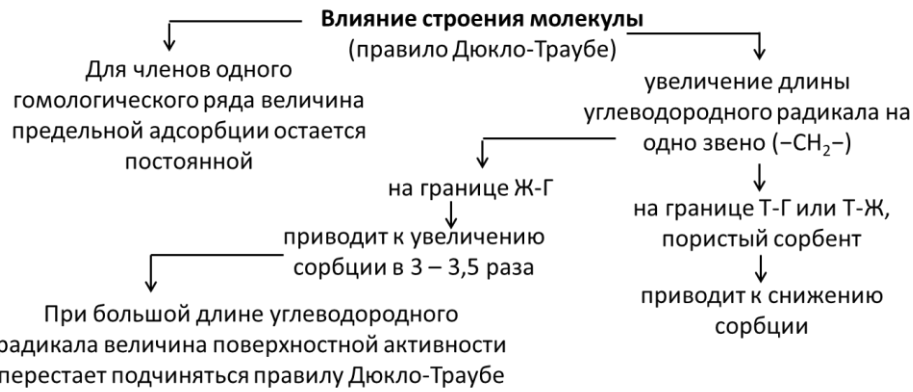 Влияние строения молекулы
(правило Дюкло-Траубе)
Для членов одного
гомологического ряда величина
предельной адсорбции остается
постоянной
увеличение длины
углеводородного радикала на
одно звено (−CH₂−)
на границе Ж-Г
приводит к увеличению
сорбции в 3 – 3,5 раза
При большой длине углеводородного
радикала величина поверхностной активности
перестает подчиняться правилу Дюкло-Траубе
на границе Т-Г или Т-Ж,
пористый сорбент
приводит к снижению
сорбции